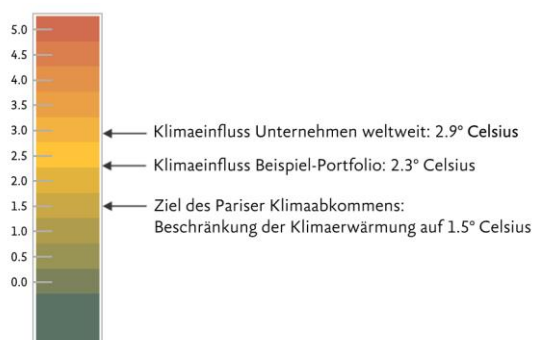 5.0
4.5
4.0
3.5
3.0
2.5
2.0
1.5
1.0
0.5
0.0
Klimaeinfluss Unternehmen weltweit: 2.9° Celsius
Klimaeinfluss Beispiel-Portfolio: 2.3° Celsius
Ziel des Pariser Klimaabkommens:
Beschränkung der Klimaerwärmung auf 1.5° Celsius